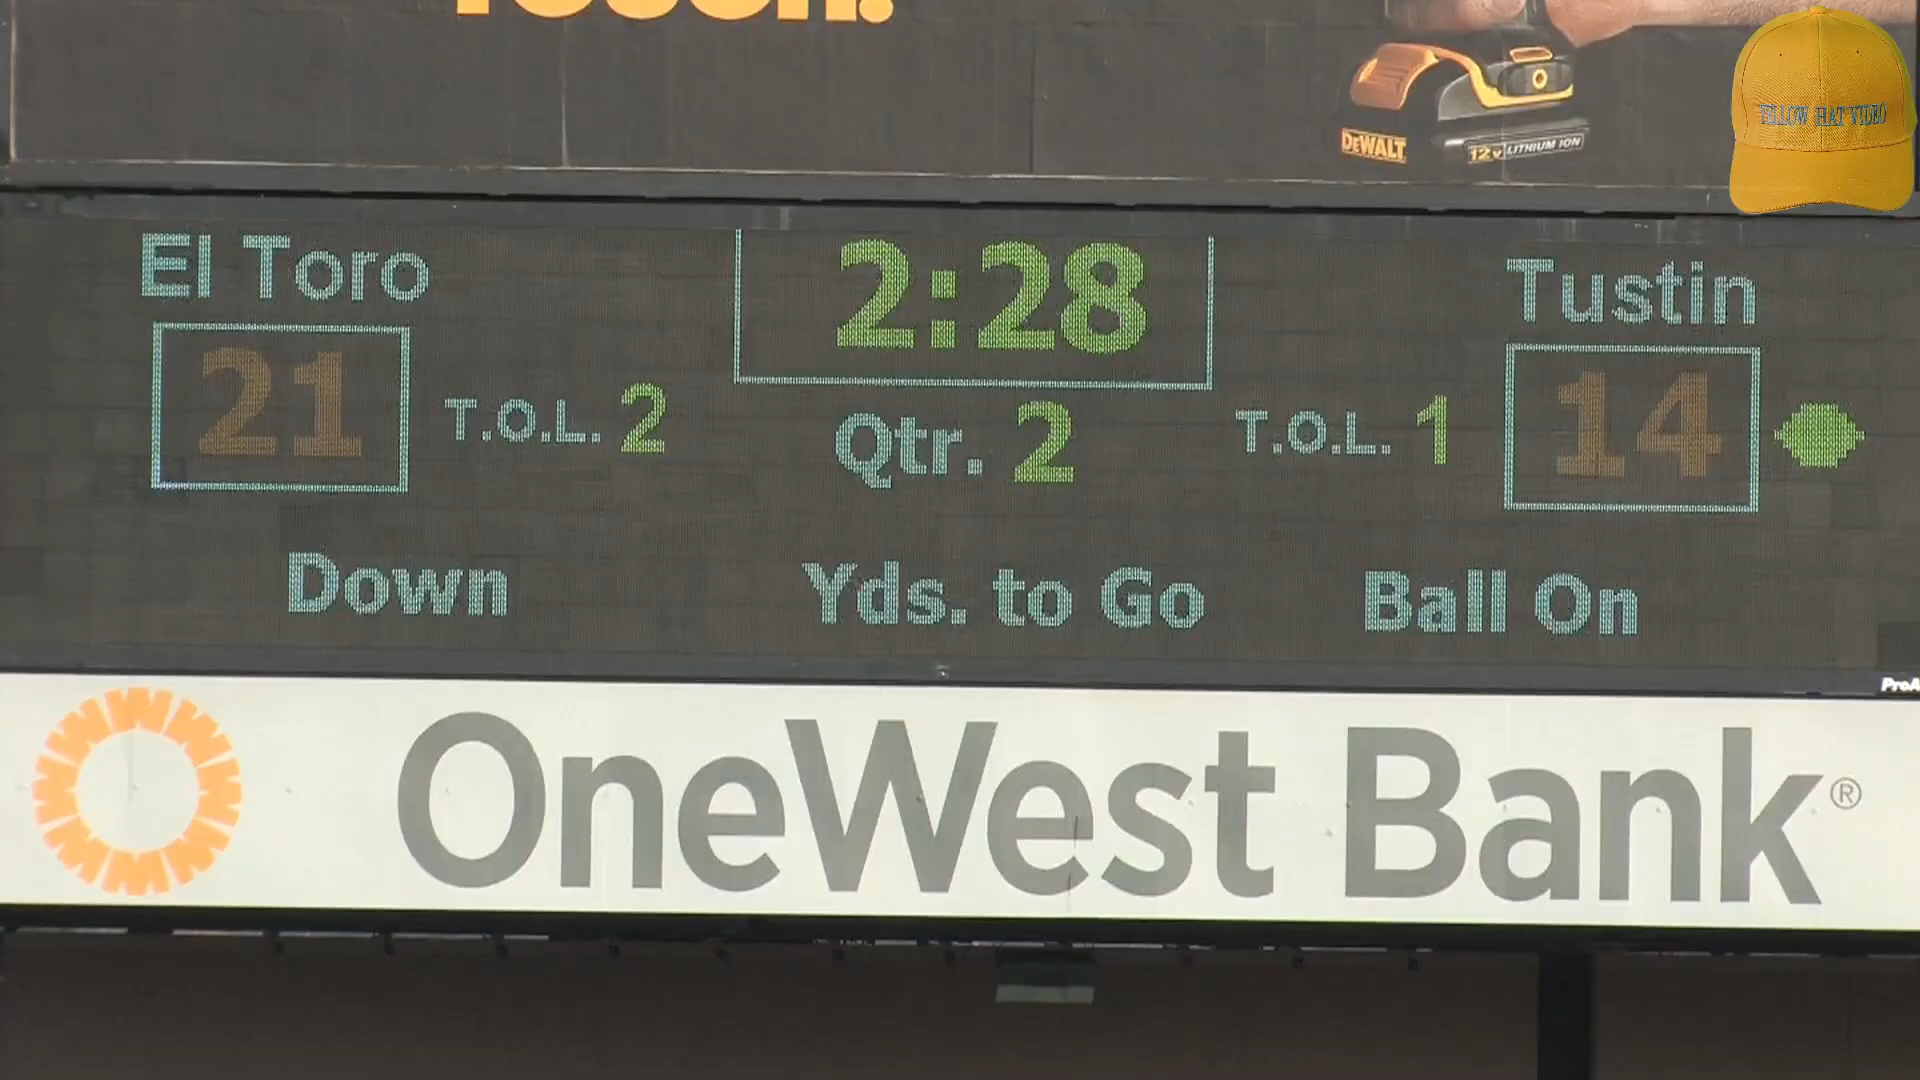 DEWALT
12V LITHIUM ION
YELLOW HAT VIDEO
El Toro
2:28
Tustin
21
T.O.L. 2
Qtr. 2
T.O.L. 1
14
Down
Yds. to Go
Ball On
OneWest Bank®